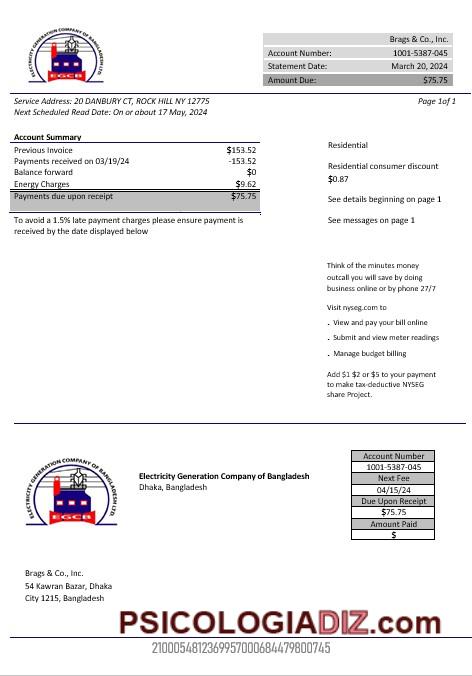 ELECTRICITY GENERATION COMPANY OF BANGLADESH LTD.
EGCB
Brags & Co., Inc.
Account Number: 1001-5387-045
Statement Date: March 20, 2024
Amount Due: $75.75
Service Address: 20 DANBURY CT, ROCK HILL NY 12775 Page 1of 1
Next Scheduled Read Date: On or about 17 May, 2024
Account Summary
Previous Invoice $153.52
Payments received on 03/19/24 -153.52
Balance forward $0
Energy Charges $9.62
Payments due upon receipt $75.75
To avoid a 1.5% late payment charges please ensure payment is
received by the date displayed below
Residential
Residential consumer discount
$0.87
See details beginning on page 1
See messages on page 1
Think of the minutes money
outcall you will save by doing
business online or by phone 27/7
Visit nyseg.com to
. View and pay your bill online
. Submit and view meter readings
. Manage budget billing
Add $1 $2 or $5 to your payment
to make tax-deductive NYSEG
share Project.
ELECTRICITY GENERATION COMPANY OF BANGLADESH LTD.
EGCB
Electricity Generation Company of Bangladesh
Dhaka, Bangladesh
Account Number
1001-5387-045
Next Fee
04/15/24
Due Upon Receipt
$75.75
Amount Paid
$
Brags & Co., Inc.
54 Kawran Bazar, Dhaka
City 1215, Bangladesh
PSICOLOGIADIZ.com
21000548123699570006844798​00745